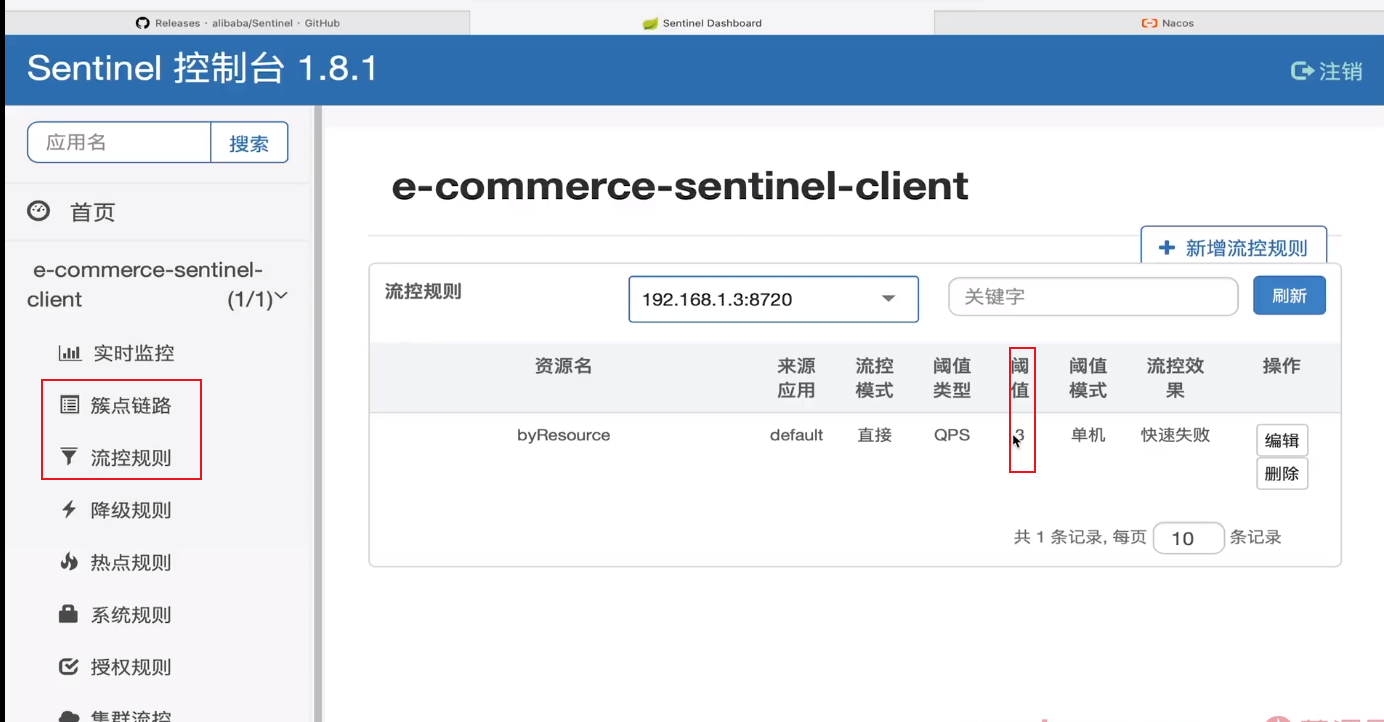 Releases · alibaba/Sentinel · GitHub
Sentinel Dashboard
Nacos
Sentinel 控制台 1.8.1
注销
应用名
搜索
首页
e-commerce-sentinel-
client
(1/1)
实时监控
簇点链路
流控规则
降级规则
热点规则
系统规则
授权规则
集群流控
e-commerce-sentinel-client
新增流控规则
流控规则
192.168.1.3:8720
关键字
刷新
资源名
来源
应用
流控
模式
阈值
类型
阈
值
阈值
模式
流控效
果
操作
byResource
default
直接
QPS
3
单机
快速失败
编辑
删除
共 1 条记录, 每页
10
条记录